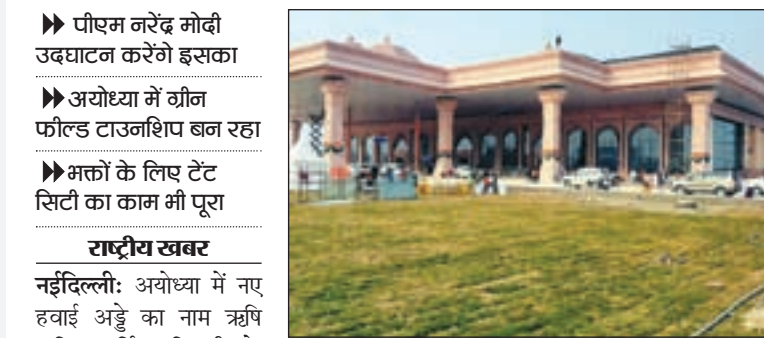 ▶▶ पीएम नरेंद्र मोदी
उदघाटन करेंगे इसका
▶▶ अयोध्या में ग्रीन
फील्ड टाउनशिप बन रहा
▶▶ भक्तों के लिए टेंट
सिटी का काम भी पूरा
राष्ट्रीय खबर
नईदिल्लीः अयोध्या में नए
हवाई अड्डे का नाम ऋषि